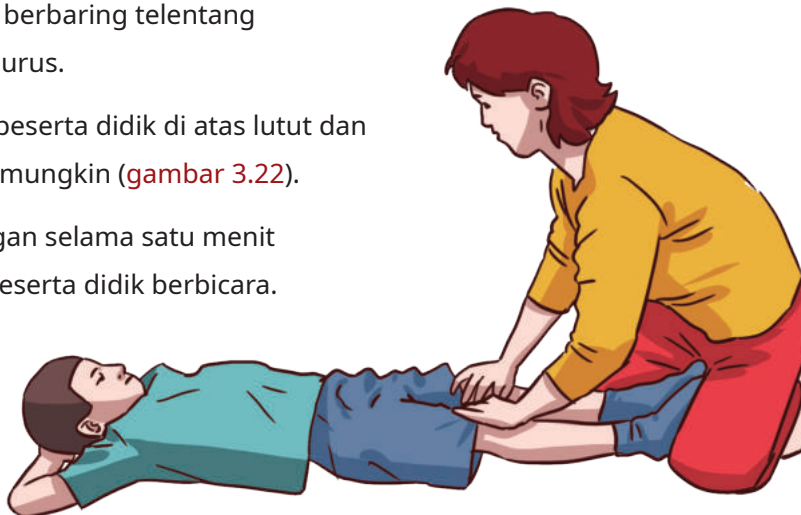 berbaring telentang
urus.
peserta didik di atas lutut dan
mungkin (gambar 3.22).
gan selama satu menit
eserta didik berbicara.